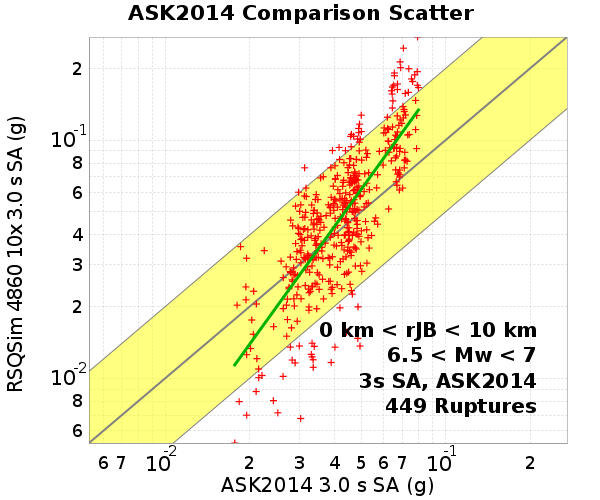 ASK2014 Comparison Scatter
RSQSim 4860 10x 3.0 s SA (g)
2
10-1
8
6
4
3
2
10-2
8
6
0 km < rJB < 10 km
6.5 < Mw < 7
3s SA, ASK2014
449 Ruptures
6 7 10-2 2 3 4 5 6 7 10-1 2
ASK2014 3.0 s SA (g)